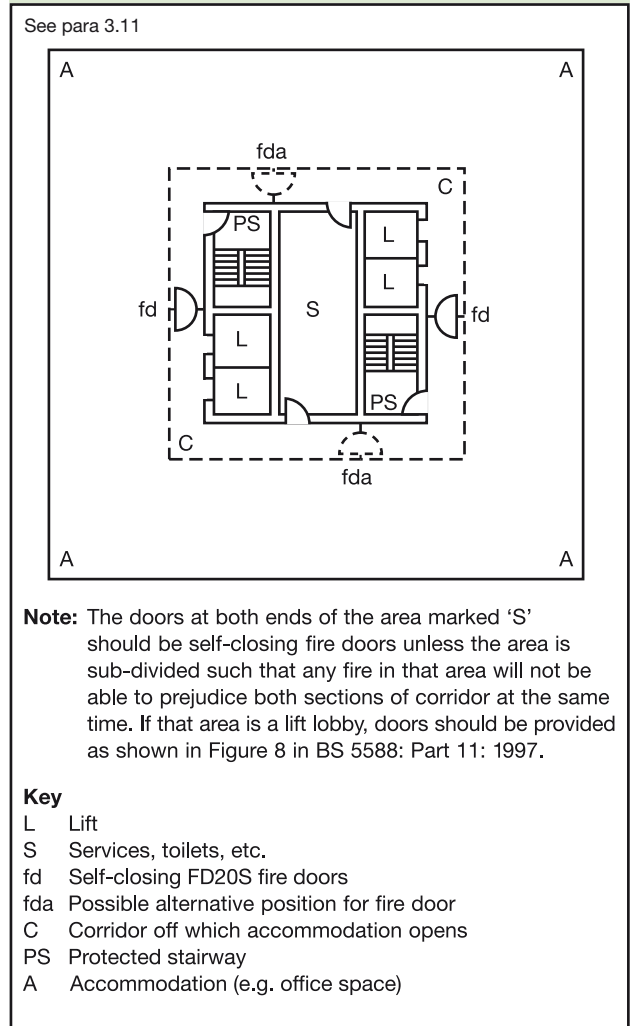 See para 3.11
A A
fda
C
PS
L
L
fd S fd
L
L
PS
C
fda
A A
Note: The doors at both ends of the area marked ‘S’
should be self-closing fire doors unless the area is
sub-divided such that any fire in that area will not be
able to prejudice both sections of corridor at the same
time. If that area is a lift lobby, doors should be provided
as shown in Figure 8 in BS 5588: Part 11: 1997.
Key
L Lift
S Services, toilets, etc.
fd Self-closing FD20S fire doors
fda Possible alternative position for fire door
C Corridor off which accommodation opens
PS Protected stairway
A Accommodation (e.g. office space)